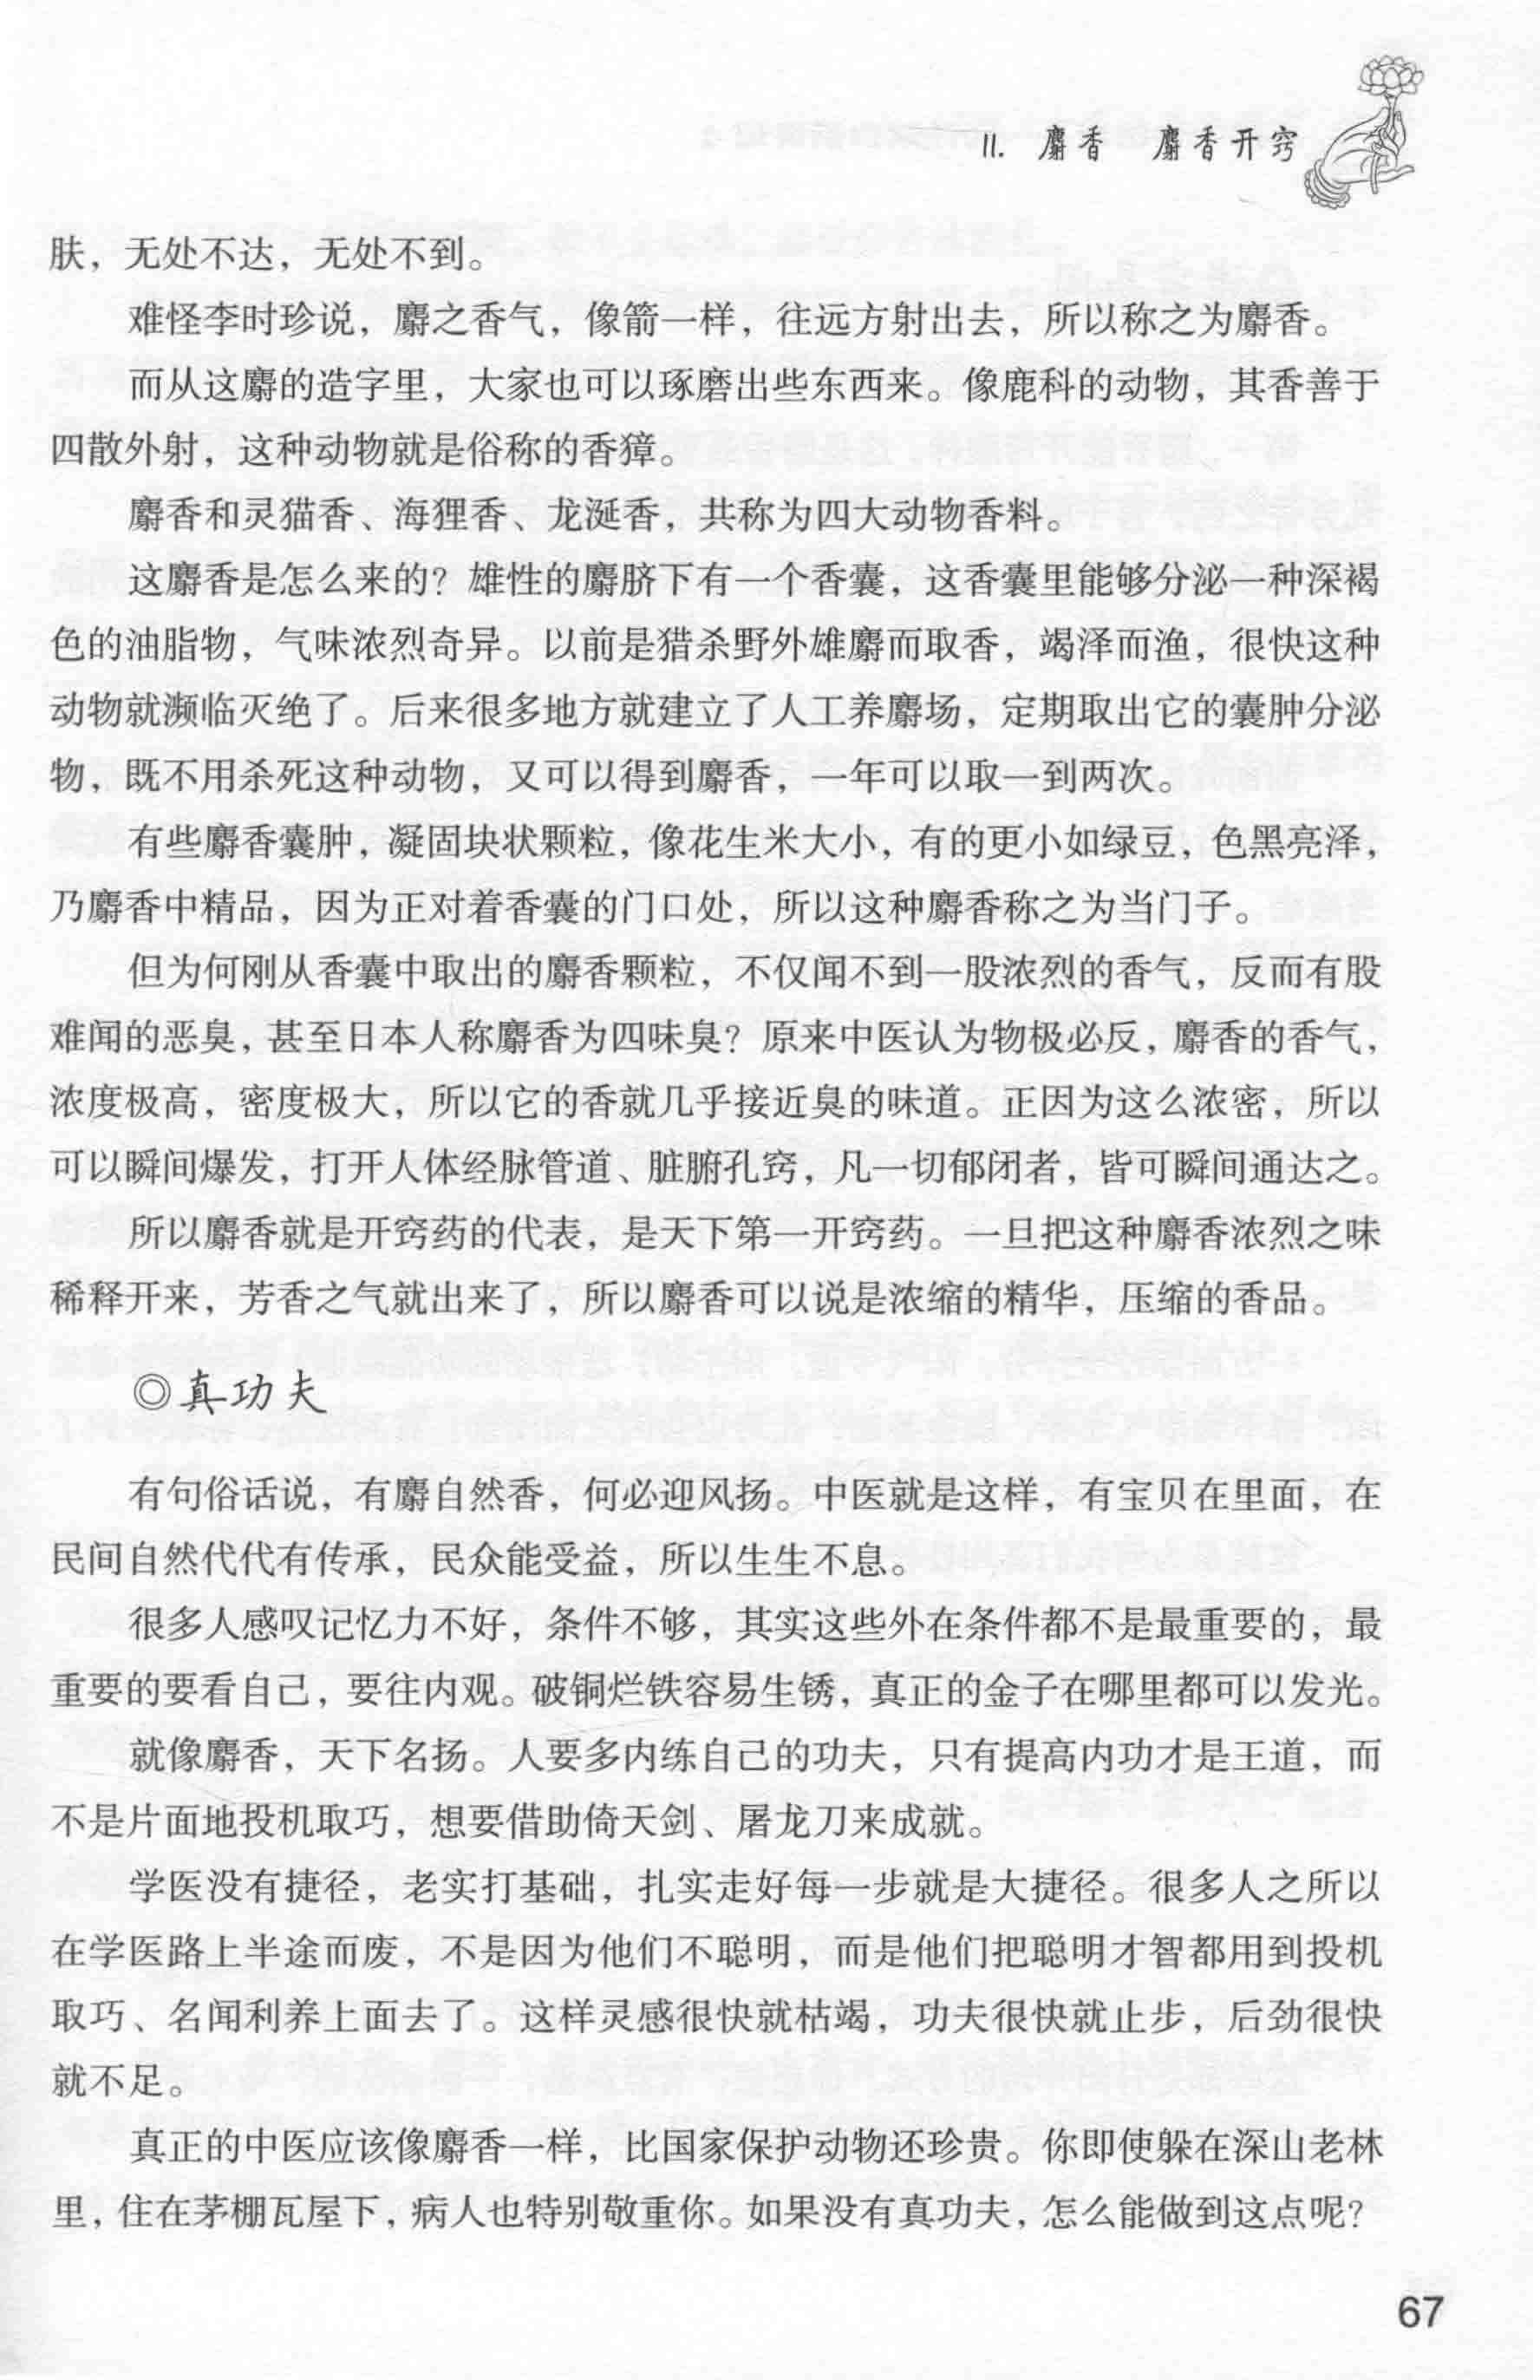 11. 麝香　麝香开窍
肤，无处不达，无处不到。
难怪李时珍说，麝之香气，像箭一样，往远方射出去，所以称之为麝香。
而从这麝的造字里，大家也可以琢磨出些东西来。像鹿科的动物，其香善于
四散外射，这种动物就是俗称的香獐。
麝香和灵猫香、海狸香、龙涎香，共称为四大动物香料。
这麝香是怎么来的？雄性的麝脐下有一个香囊，这香囊里能够分泌一种深褐
色的油脂物，气味浓烈奇异。以前是猎杀野外雄麝而取香，竭泽而渔，很快这种
动物就濒临灭绝了。后来很多地方就建立了人工养麝场，定期取出它的囊肿分泌
物，既不用杀死这种动物，又可以得到麝香，一年可以取一到两次。
有些麝香囊肿，凝固块状颗粒，像花生米大小，有的更小如绿豆，色黑亮泽，
乃麝香中精品，因为正对着香囊的门口处，所以这种麝香称之为当门子。
但为何刚从香囊中取出的麝香颗粒，不仅闻不到一股浓烈的香气，反而有股
难闻的恶臭，甚至日本人称麝香为四味臭？原来中医认为物极必反，麝香的香气，
浓度极高，密度极大，所以它的香就几乎接近臭的味道。正因为这么浓密，所以
可以瞬间爆发，打开人体经脉管道、脏腑孔窍，凡一切郁闭者，皆可瞬间通达之。
所以麝香就是开窍药的代表，是天下第一开窍药。一旦把这种麝香浓烈之味
稀释开来，芳香之气就出来了，所以麝香可以说是浓缩的精华，压缩的香品。
◎真功夫
有句俗话说，有麝自然香，何必迎风扬。中医就是这样，有宝贝在里面，在
民间自然代代有传承，民众能受益，所以生生不息。
很多人感叹记忆力不好，条件不够，其实这些外在条件都不是最重要的，最
重要的要看自己，要往内观。破铜烂铁容易生锈，真正的金子在哪里都可以发光。
就像麝香，天下名扬。人要多内练自己的功夫，只有提高内功才是王道，而
不是片面地投机取巧，想要借助倚天剑、屠龙刀来成就。
学医没有捷径，老实打基础，扎实走好每一步就是大捷径。很多人之所以
在学医路上半途而废，不是因为他们不聪明，而是他们把聪明才智都用到投机
取巧、名闻利养上面去了。这样灵感很快就枯竭，功夫很快就止步，后劲很快
就不足。
真正的中医应该像麝香一样，比国家保护动物还珍贵。你即使躲在深山老林
里，住在茅棚瓦屋下，病人也特别敬重你。如果没有真功夫，怎么能做到这点呢？
67